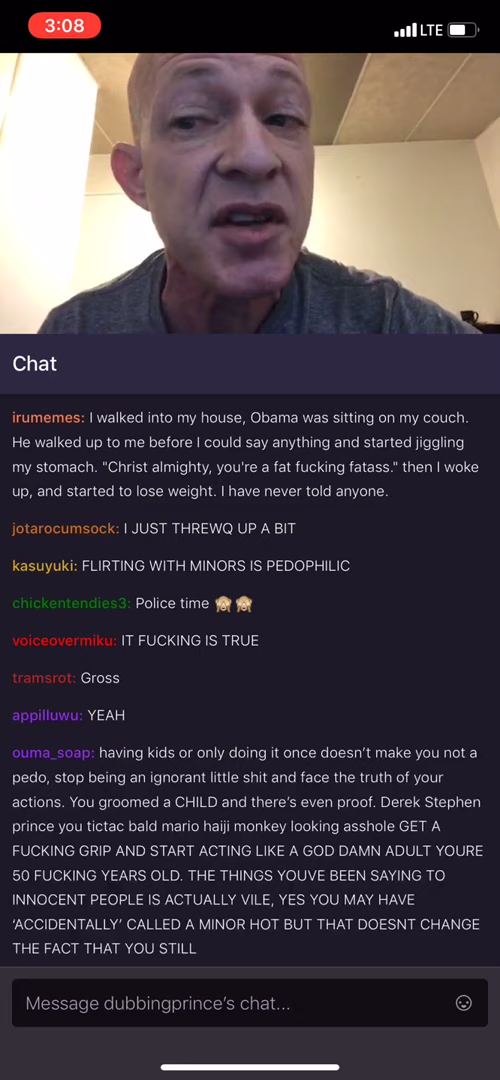 3:08
LTE
Chat
irumemes: I walked into my house, Obama was sitting on my couch.
He walked up to me before I could say anything and started jiggling
my stomach. "Christ almighty, you're a fat fucking fatass." then I woke
up, and started to lose weight. I have never told anyone.
jotarocumsock: I JUST THREWQ UP A BIT
kasuyuki: FLIRTING WITH MINORS IS PEDOPHILIC
chickentendies3: Police time 🙈🙈
voiceovermiku: IT FUCKING IS TRUE
tramsrot: Gross
appilluwu: YEAH
ouma_soap: having kids or only doing it once doesn't make you not a
pedo, stop being an ignorant little shit and face the truth of your
actions. You groomed a CHILD and there's even proof. Derek Stephen
prince you tictac bald mario haiji monkey looking asshole GET A
FUCKING GRIP AND START ACTING LIKE A GOD DAMN ADULT YOURE
50 FUCKING YEARS OLD. THE THINGS YOUVE BEEN SAYING TO
INNOCENT PEOPLE IS ACTUALLY VILE, YES YOU MAY HAVE
'ACCIDENTALLY' CALLED A MINOR HOT BUT THAT DOESNT CHANGE
THE FACT THAT YOU STILL
Message dubbingprince's chat...